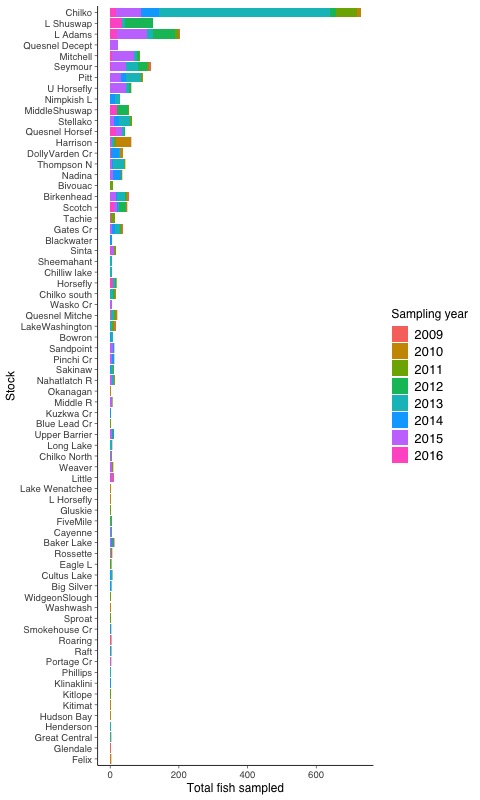 Chilko
L Shuswap
L Adams
Quesnel Decept
Mitchell
Seymour
Pitt
U Horsefly
Nimpkish L
MiddleShuswap
Stellako
Quesnel Horsef
Harrison
DollyVarden Cr
Thompson N
Nadina
Bivouac
Birkenhead
Scotch
Tachie
Gates Cr
Blackwater
Sinta
Sheemahant
Chilliw lake
Horsefly
Chilko south
Wasko Cr
Quesnel Mitche
LakeWashington
Bowron
Sandpoint
Pinchi Cr
Sakinaw
Nahatlatch R
Okanagan
Middle R
Kuzkwa Cr
Blue Lead Cr
Upper Barrier
Long Lake
Chilko North
Weaver
Little
Lake Wenatchee
L Horsefly
Gluskie
FiveMile
Cayenne
Baker Lake
Rossette
Eagle L
Cultus Lake
Big Silver
WidgeonSlough
Washwash
Sproat
Smokehouse Cr
Roaring
Raft
Portage Cr
Phillips
Klinaklini
Kitlope
Kitimat
Hudson Bay
Henderson
Great Central
Glendale
Felix
Stock
0 200 400 600
Total fish sampled
Sampling year
2009
2010
2011
2012
2013
2014
2015
2016